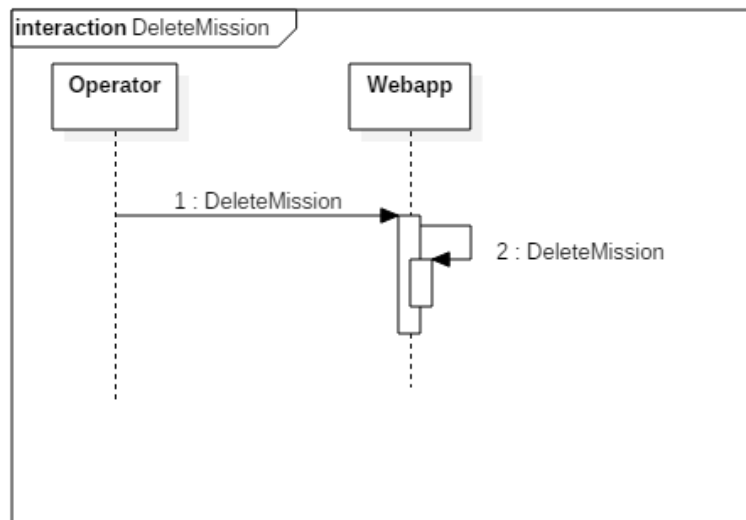 interaction DeleteMission
Operator
Webapp
1 : DeleteMission
2 : DeleteMission